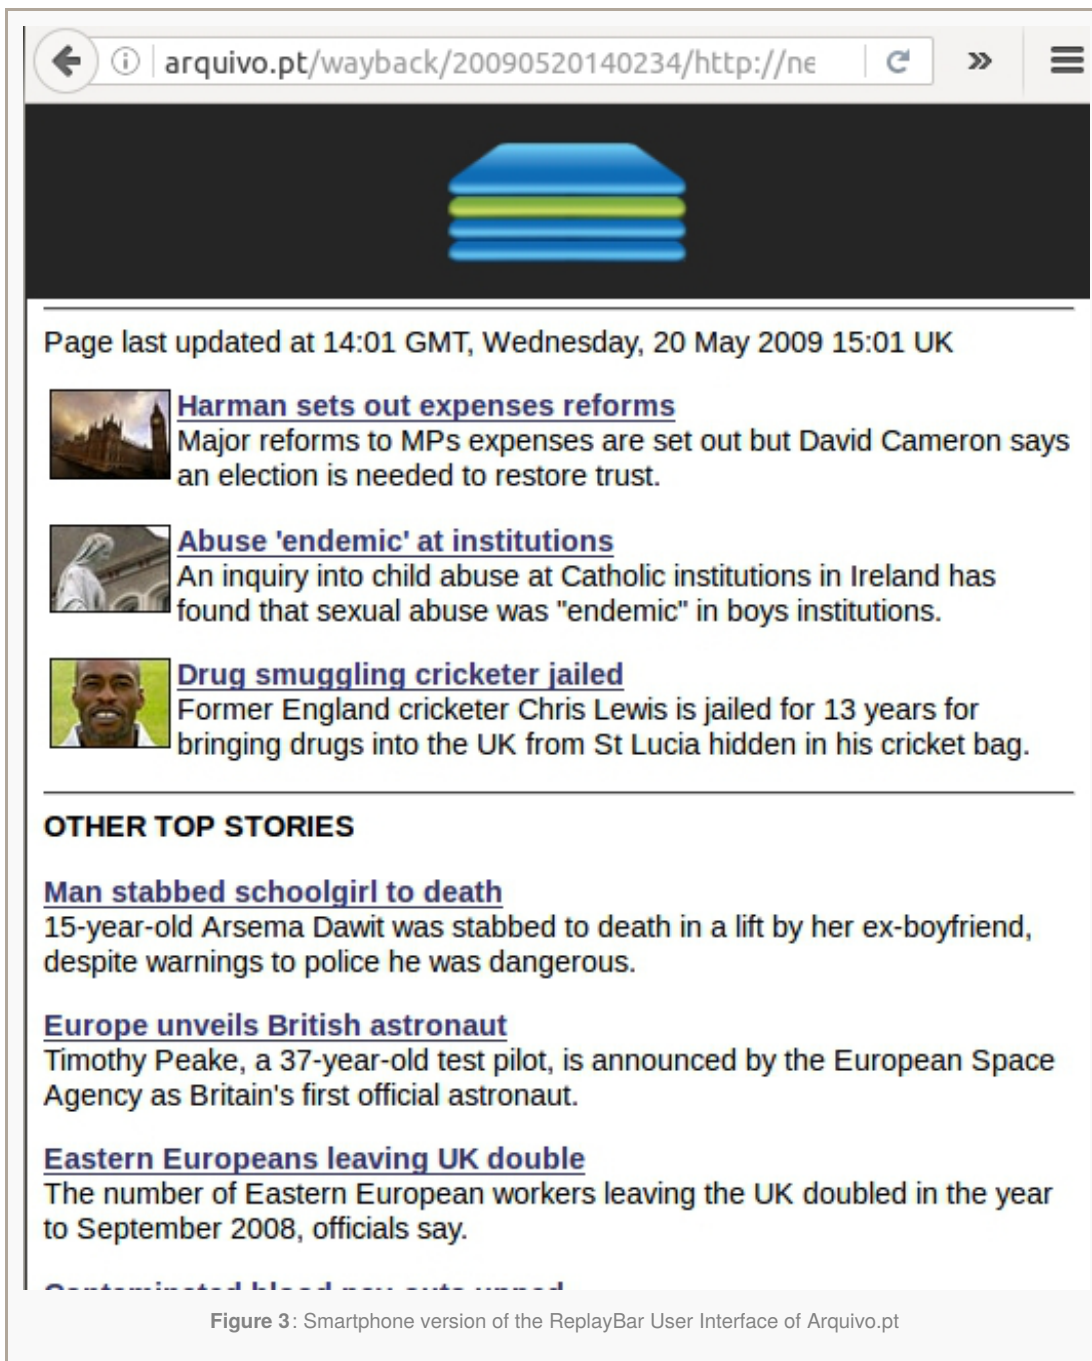 arquivo.pt/wayback/20090520140234/http://ne
»
Page last updated at 14:01 GMT, Wednesday, 20 May 2009 15:01 UK
Harman sets out expenses reforms
Major reforms to MPs expenses are set out but David Cameron says
an election is needed to restore trust.
Abuse 'endemic' at institutions
An inquiry into child abuse at Catholic institutions in Ireland has
found that sexual abuse was "endemic" in boys institutions.
Drug smuggling cricketer jailed
Former England cricketer Chris Lewis is jailed for 13 years for
bringing drugs into the UK from St Lucia hidden in his cricket bag.
OTHER TOP STORIES
Man stabbed schoolgirl to death
15-year-old Arsema Dawit was stabbed to death in a lift by her ex-boyfriend,
despite warnings to police he was dangerous.
Europe unveils British astronaut
Timothy Peake, a 37-year-old test pilot, is announced by the European Space
Agency as Britain's first official astronaut.
Eastern Europeans leaving UK double
The number of Eastern European workers leaving the UK doubled in the year
to September 2008, officials say.
Contaminated blood pay-outs upped
Figure 3: Smartphone version of the ReplayBar User Interface of Arquivo.pt